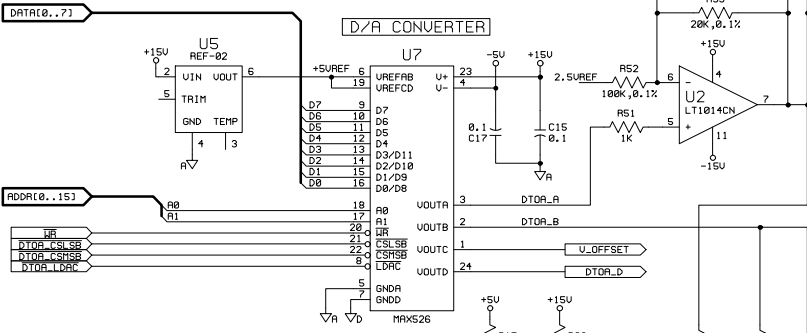 DATA[0..7]
D/A CONVERTER
20K,0.1%
+15V
U5
REF-02
U7
-5V
+15V
+15V
2 VIN VOUT 6
+5VREF
6 VREFAB V+ 23
19 VREFCD V- 4
2.5VREF
R52
100K,0.1%
6 -
4
U2
LT1014CN
7
5 TRIM
GND TEMP
4
3
A
D7 9 D7
D6 10 D6
D5 11 D5
D4 12 D4
D3 13 D3/D11
D2 14 D2/D10
D1 15 D1/D9
D0 16 D0/D8
0.1
C17
C15
0.1
A
R51
1K
5 +
11
-15V
ADDR[0..15]
A0 18 A0
A1 17 A1
VOUTA 3 DTOA_A
VOUTB 2 DTOA_B
VOUTC 1 V_OFFSET
VOUTD 24 DTOA_D
WR 20 WR
DTOA_CSLSB 21 CSLSB
DTOA_CSMSB 22 CSMSB
DTOA_LDAC 8 LDAC
5 GNDA
7 GNDD
A D
MAX526
+5V
+15V